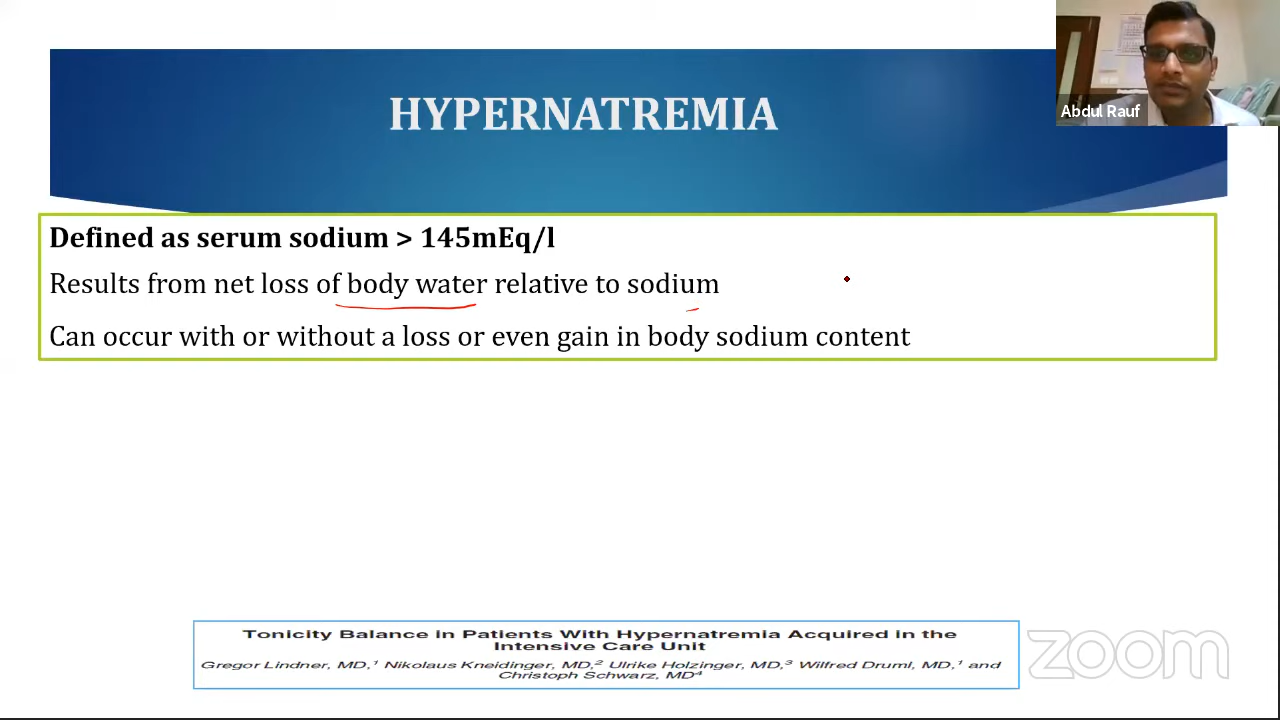 HYPERNATREMIA
Abdul Rauf
Defined as serum sodium > 145mEq/l
Results from net loss of body water relative to sodium
Can occur with or without a loss or even gain in body sodium content
Tonicity Balance in Patients With Hypernatremia Acquired in the
Intensive Care Unit
Gregor Lindner, MD,¹ Nikolaus Kneidinger, MD,² Ulrike Holzinger, MD,³ Wilfred Druml, MD,¹ and
Christoph Schwarz, MD⁴
zoom